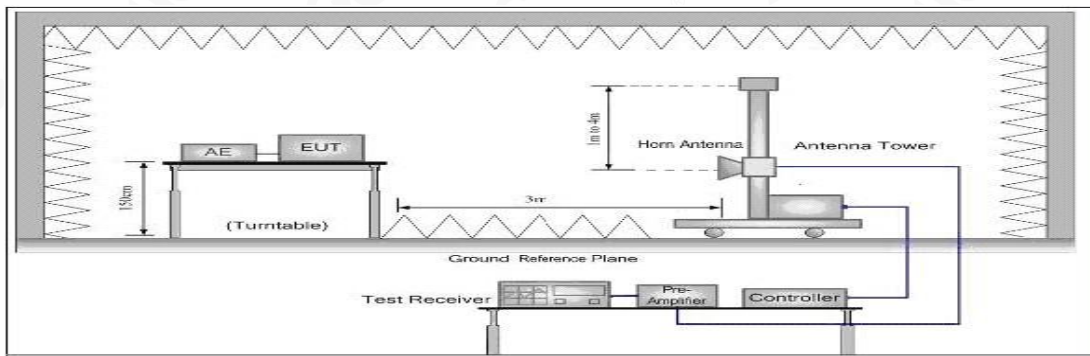 AE
EUT
150cm
(Turntable)
3m
1m to 4m
Horn Antenna
Antenna Tower
Ground Reference Plane
Test Receiver
Pre-
Amplifier
Controller